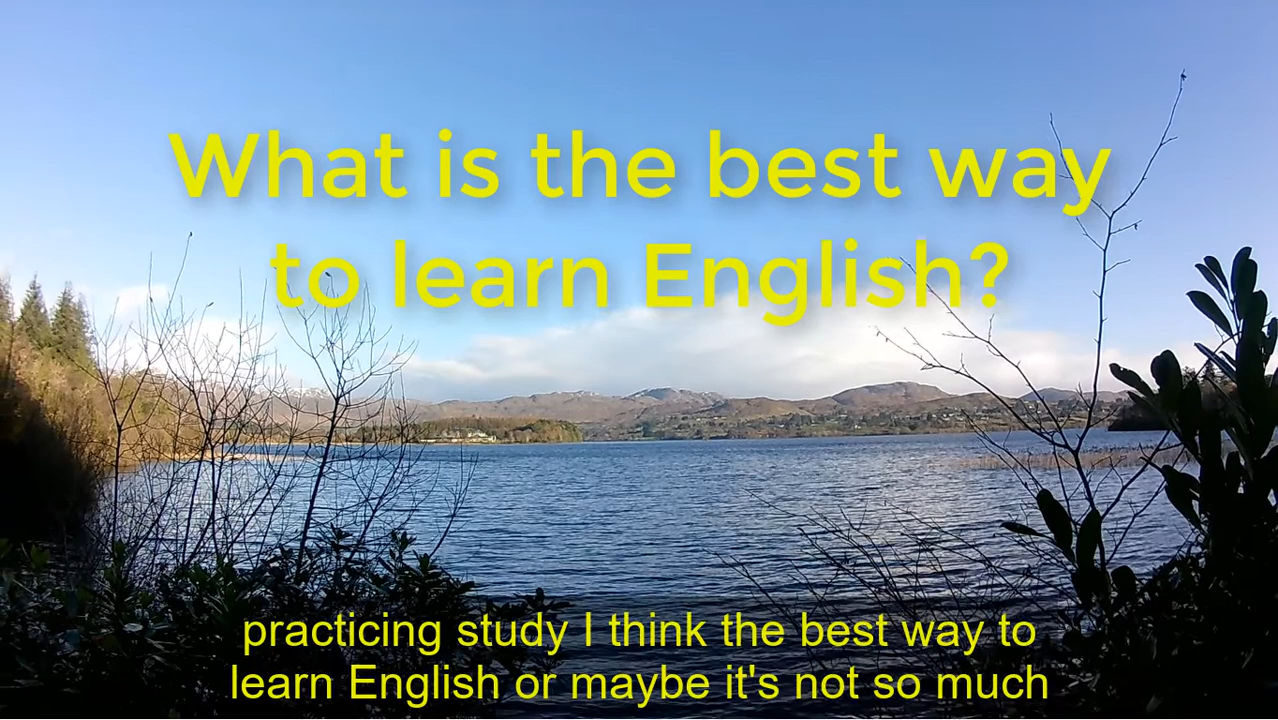 What is the best way
to learn English?
practicing study I think the best way to
learn English or maybe it's not so much